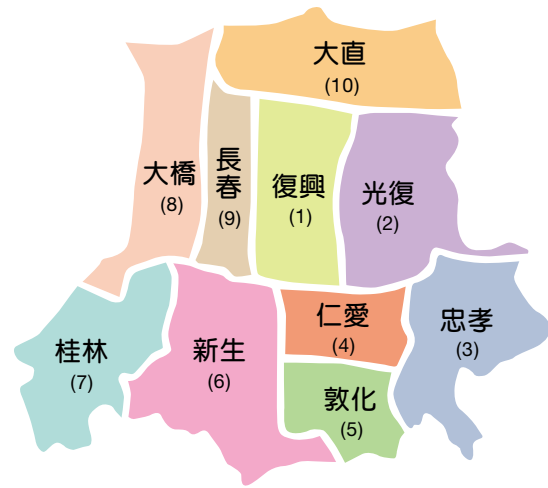 大直
(10)
大橋
(8)
長春
(9)
復興
(1)
光復
(2)
桂林
(7)
新生
(6)
仁愛
(4)
忠孝
(3)
敦化
(5)